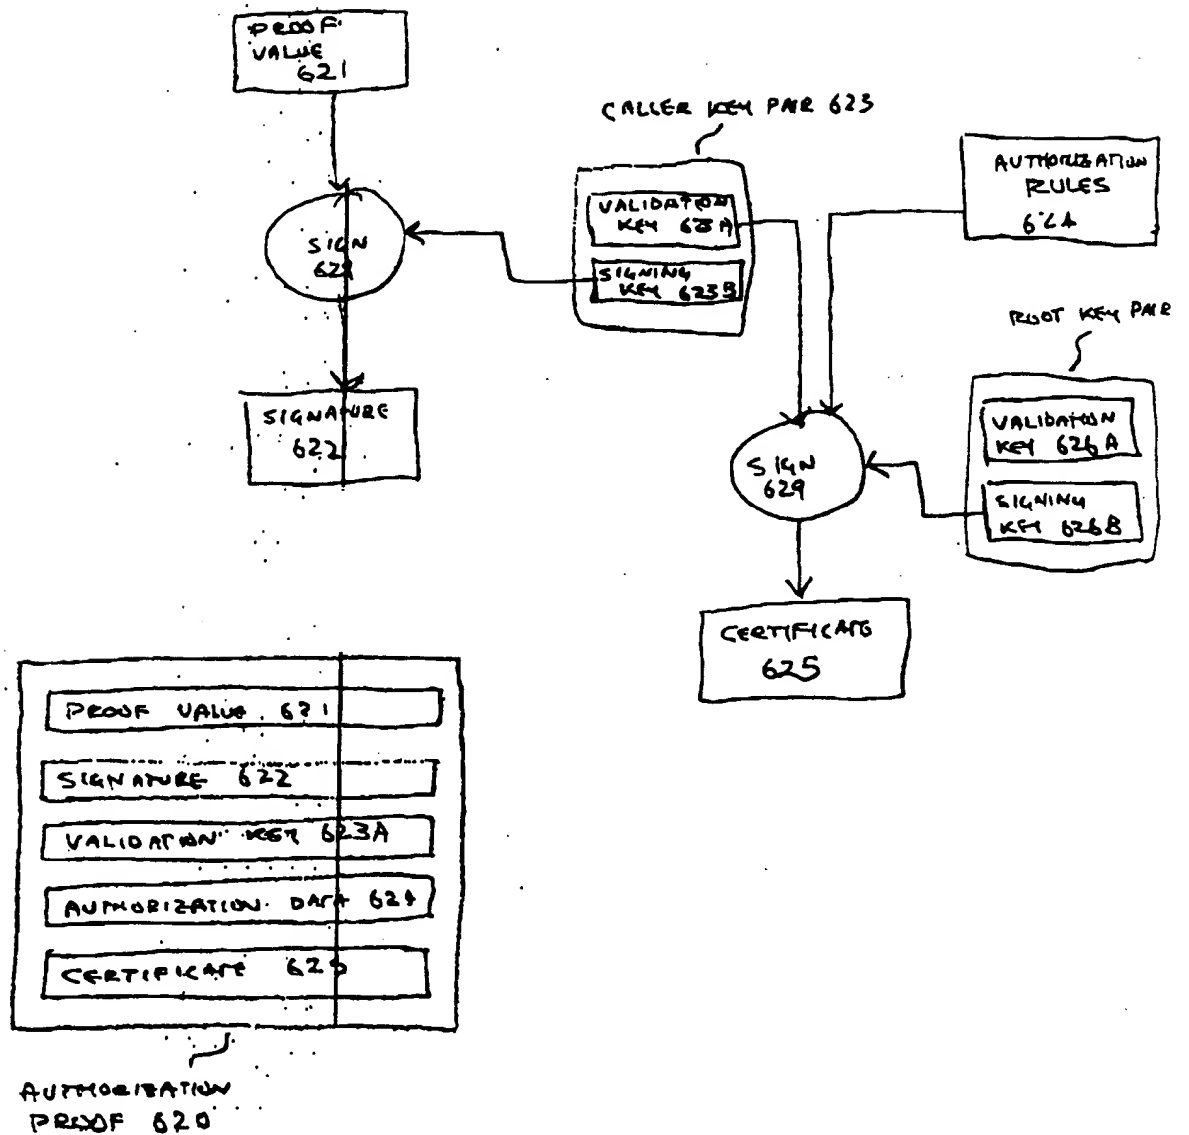 PROOF
VALUE
621
CALLER KEY PAIR 623
VALIDATION
KEY 623A
SIGNING
KEY 623B
AUTHORIZATION
RULES
624
SIGN
SIGNATURE
622
ROOT KEY PAIR
VALIDATION
KEY 626A
SIGNING
KEY 626B
SIGN
629
CERTIFICATE
625
PROOF VALUE 621
SIGNATURE 622
VALIDATION KEY 623A
AUTHORIZATION DATA 624
CERTIFICATE 625
AUTHORIZATION
PROOF 620